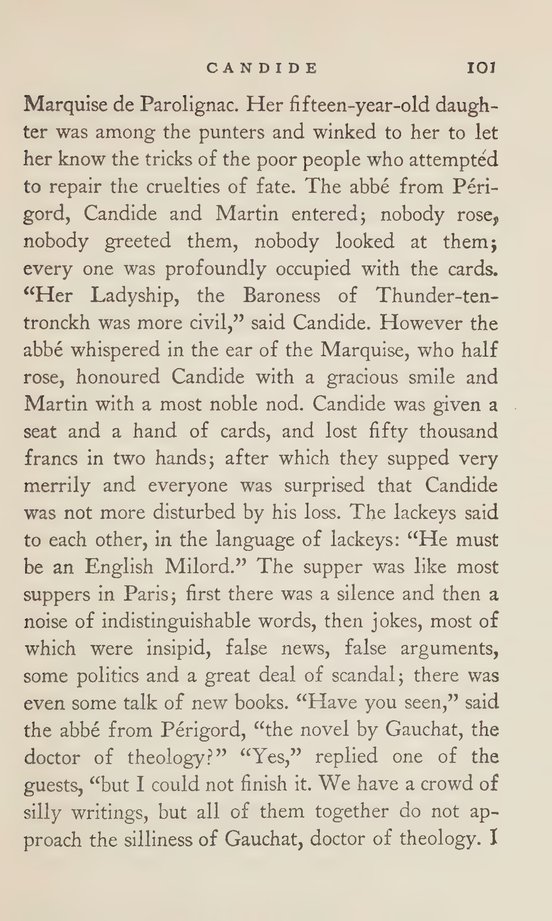 CANDIDE 101
Marquise de Parolignac. Her fifteen-year-old daugh-
ter was among the punters and winked to her to let
her know the tricks of the poor people who attempted
to repair the cruelties of fate. The abbé from Péri-
gord, Candide and Martin entered; nobody rose,
nobody greeted them, nobody looked at them;
every one was profoundly occupied with the cards.
“Her Ladyship, the Baroness of Thunder-ten-
tronckh was more civil,” said Candide. However the
abbé whispered in the ear of the Marquise, who half
rose, honoured Candide with a gracious smile and
Martin with a most noble nod. Candide was given a
seat and a hand of cards, and lost fifty thousand
francs in two hands; after which they supped very
merrily and everyone was surprised that Candide
was not more disturbed by his loss. The lackeys said
to each other, in the language of lackeys: “He must
be an English Milord.” The supper was like most
suppers in Paris; first there was a silence and then a
noise of indistinguishable words, then jokes, most of
which were insipid, false news, false arguments,
some politics and a great deal of scandal; there was
even some talk of new books. “Have you seen,” said
the abbé from Périgord, “the novel by Gauchat, the
doctor of theology?” “Yes,” replied one of the
guests, “but I could not finish it. We have a crowd of
silly writings, but all of them together do not ap-
proach the silliness of Gauchat, doctor of theology. I